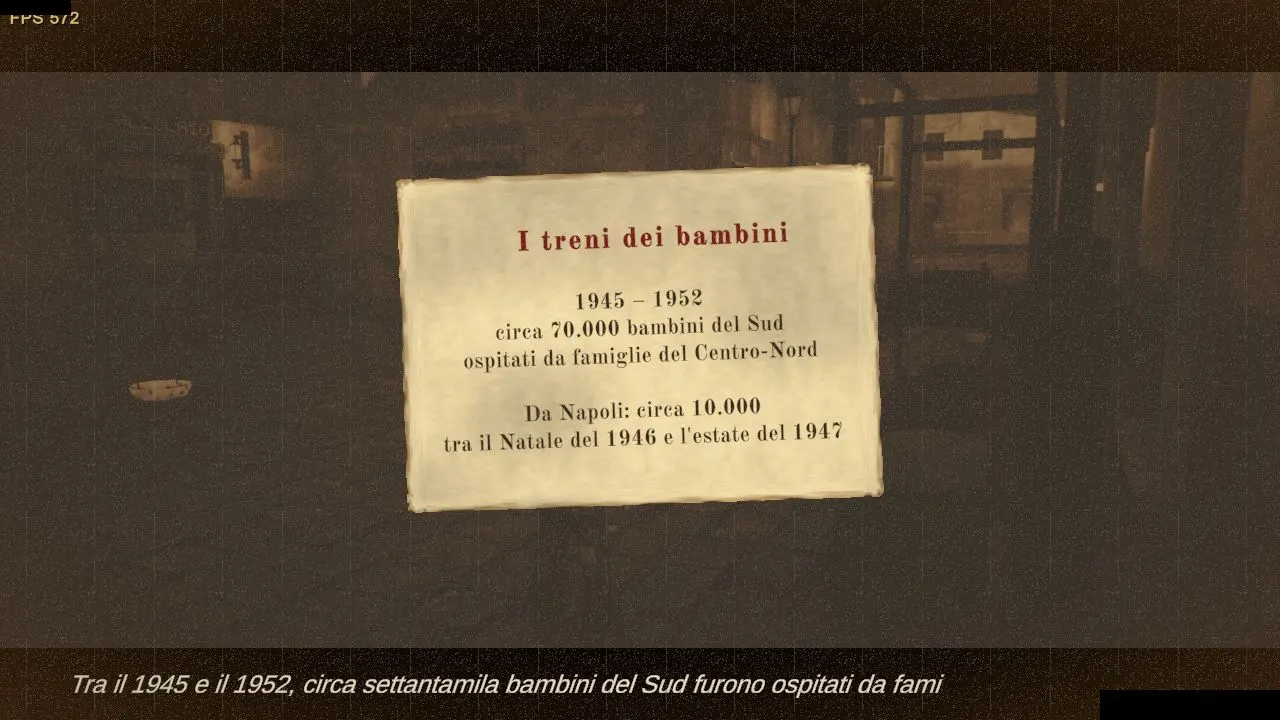 FPS 572
I treni dei bambini
1945 – 1952
circa 70.000 bambini del Sud
ospitati da famiglie del Centro-Nord
Da Napoli: circa 10.000
tra il Natale del 1946 e l'estate del 1947
Tra il 1945 e il 1952, circa settantamila bambini del Sud furono ospitati da fami